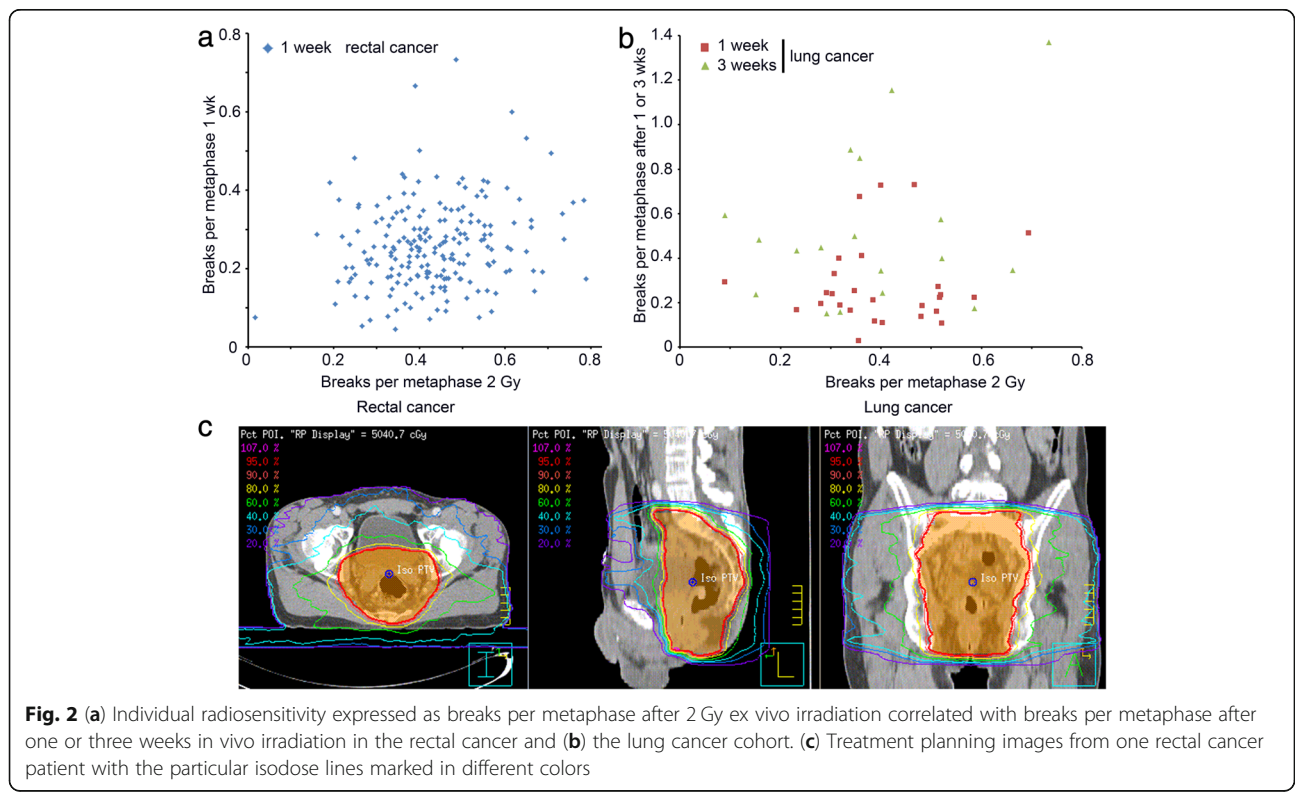 a
0.8
0.6
0.4
0.2
0
0.2
0.4
0.6
0.8
Breaks per metaphase 1 wk
1 week rectal cancer
Breaks per metaphase 2 Gy
Rectal cancer
b
1.4
1.2
1.0
0.8
0.6
0.4
0.2
0
0
0.2
0.4
0.6
0.8
Breaks per metaphase after 1 or 3 wks
1 week
3 weeks
lung cancer
Breaks per metaphase 2 Gy
Lung cancer
c
Pct POI. "RP Display" = 5040.7 cGy
107.0 %
95.0 %
90.0 %
80.0 %
60.0 %
40.0 %
30.0
20.0
Iso PTV
Pct POI. "RP Display" = cGy
107.0 %
95.0 %
90.0 %
80.0 %
60.0 %
40.0 %
30.0 %
20.0 %
Iso PTV
Pct POI. "RP Display" = cGy
107.0 %
95.0 %
90.0 %
80.0 %
60.0 %
40.0 %
30.0 %
20.0 %
Iso PTV
Fig. 2 (a) Individual radiosensitivity expressed as breaks per metaphase after 2 Gy ex vivo irradiation correlated with breaks per metaphase after
one or three weeks in vivo irradiation in the rectal cancer and (b) the lung cancer cohort. (c) Treatment planning images from one rectal cancer
patient with the particular isodose lines marked in different colors